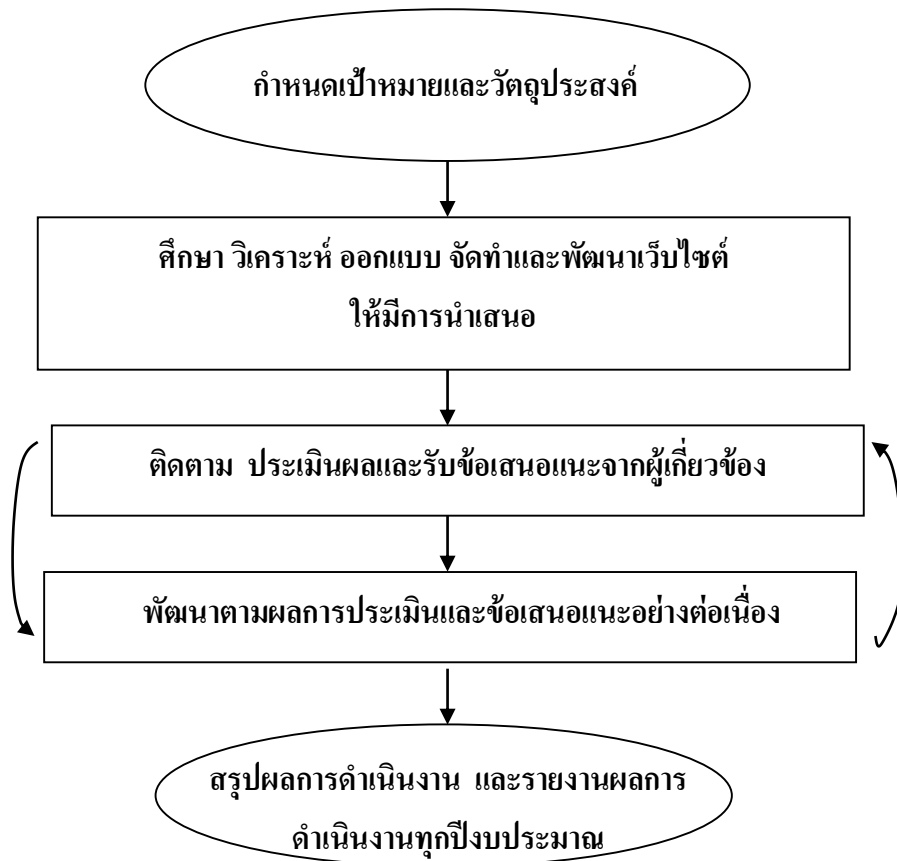 กำหนดเป้าหมายและวัตถุประสงค์
ศึกษา วิเคราะห์ ออกแบบ จัดทำและพัฒนาเว็บไซต์
ให้มีการนำเสนอ
ติดตาม ประเมินผลและรับข้อเสนอแนะจากผู้เกี่ยวข้อง
พัฒนาตามผลการประเมินและข้อเสนอแนะอย่างต่อเนื่อง
สรุปผลการดำเนินงาน และรายงานผลการ
ดำเนินงานทุกปีงบประมาณ